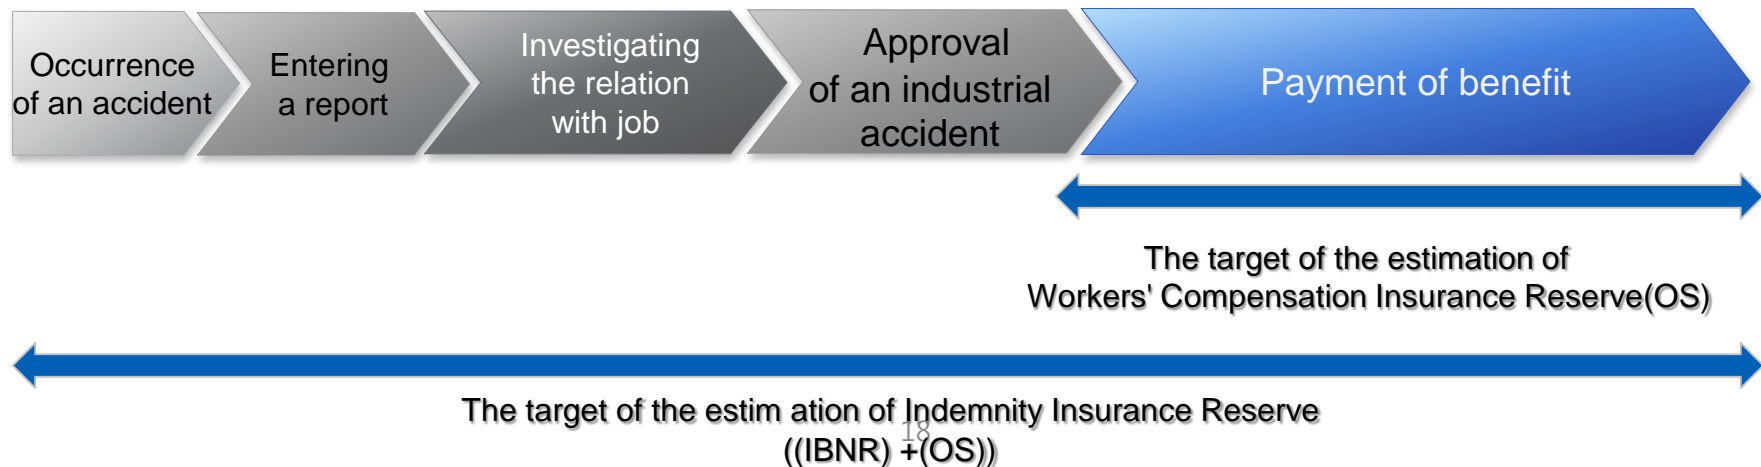 Occurrence
of an accident
Entering
a report
Investigating
the relation
with job
Approval
of an industrial
accident
Payment of benefit
The target of the estimation of
Workers' Compensation Insurance Reserve(OS)
The target of the estim ation of Indemnity Insurance Reserve
((IBNR) +(OS))
18